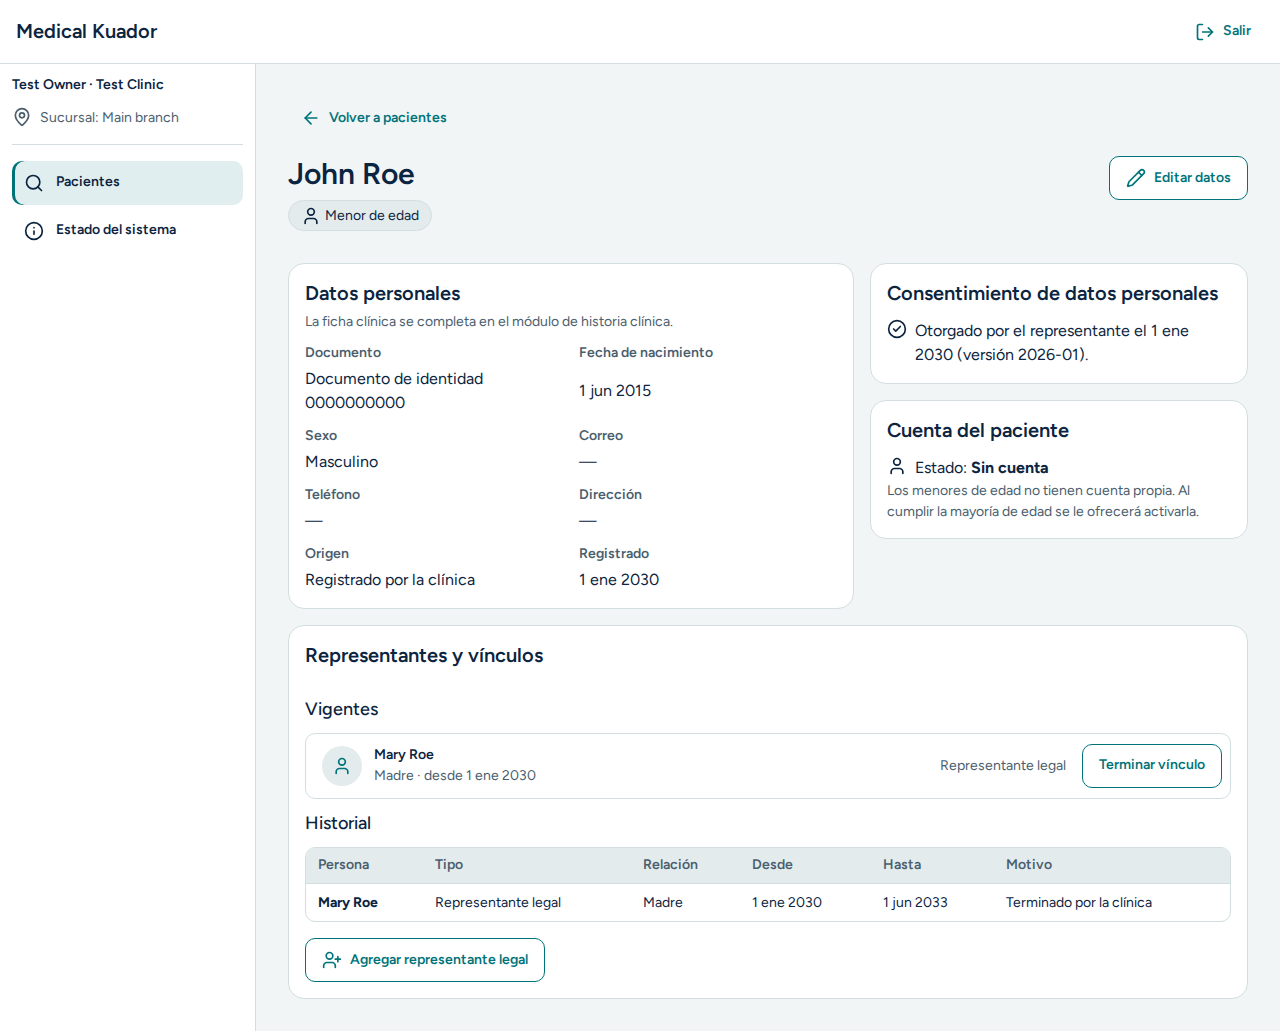 Medical Kuador
Salir
Test Owner · Test Clinic
Sucursal: Main branch
Pacientes
Estado del sistema
Volver a pacientes
John Roe
Editar datos
Menor de edad
Datos personales
La ficha clínica se completa en el módulo de historia clínica.
Documento
Documento de identidad
0000000000
Fecha de nacimiento
1 jun 2015
Sexo
Masculino
Correo
—
Teléfono
—
Dirección
—
Origen
Registrado por la clínica
Registrado
1 ene 2030
Consentimiento de datos personales
Otorgado por el representante el 1 ene
2030 (versión 2026-01).
Cuenta del paciente
Estado: Sin cuenta
Los menores de edad no tienen cuenta propia. Al
cumplir la mayoría de edad se le ofrecerá activarla.
Representantes y vínculos
Vigentes
Mary Roe
Madre · desde 1 ene 2030
Representante legal
Terminar vínculo
Historial
Persona Tipo Relación Desde Hasta Motivo
Mary Roe Representante legal Madre 1 ene 2030 1 jun 2033 Terminado por la clínica
Agregar representante legal